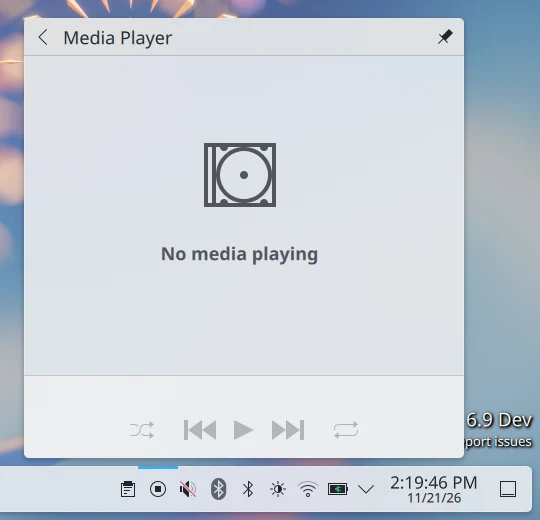 Media Player
No media playing
6.9 Dev
port issues
2:19:46 PM
11/21/26